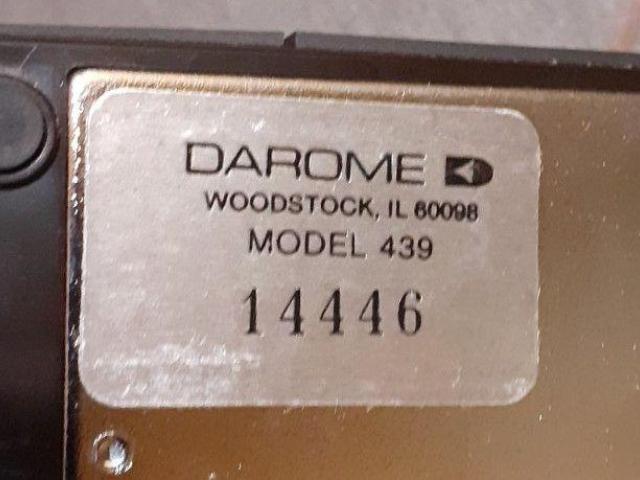 DAROME
WOODSTOCK, IL 60098
MODEL 439
14446